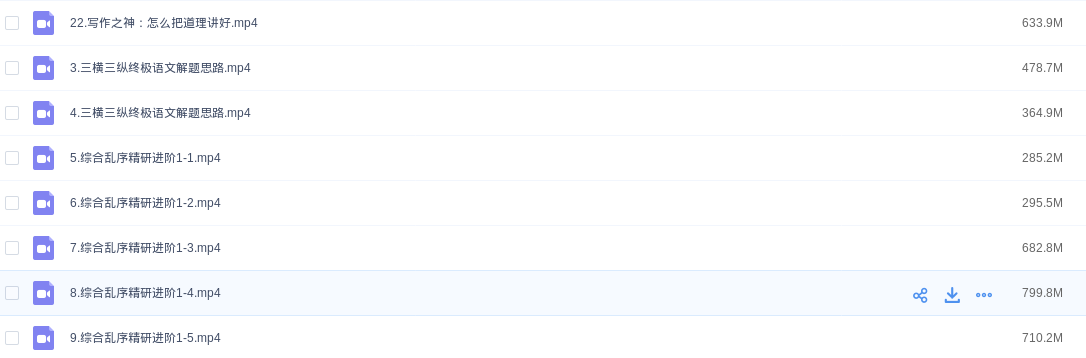 22.写作之神：怎么把道理讲好.mp4 633.9M
3.三横三纵终极语文解题思路.mp4 478.7M
4.三横三纵终极语文解题思路.mp4 364.9M
5.综合乱序精研进阶1-1.mp4 285.2M
6.综合乱序精研进阶1-2.mp4 295.5M
7.综合乱序精研进阶1-3.mp4 682.8M
8.综合乱序精研进阶1-4.mp4 799.8M
9.综合乱序精研进阶1-5.mp4 710.2M